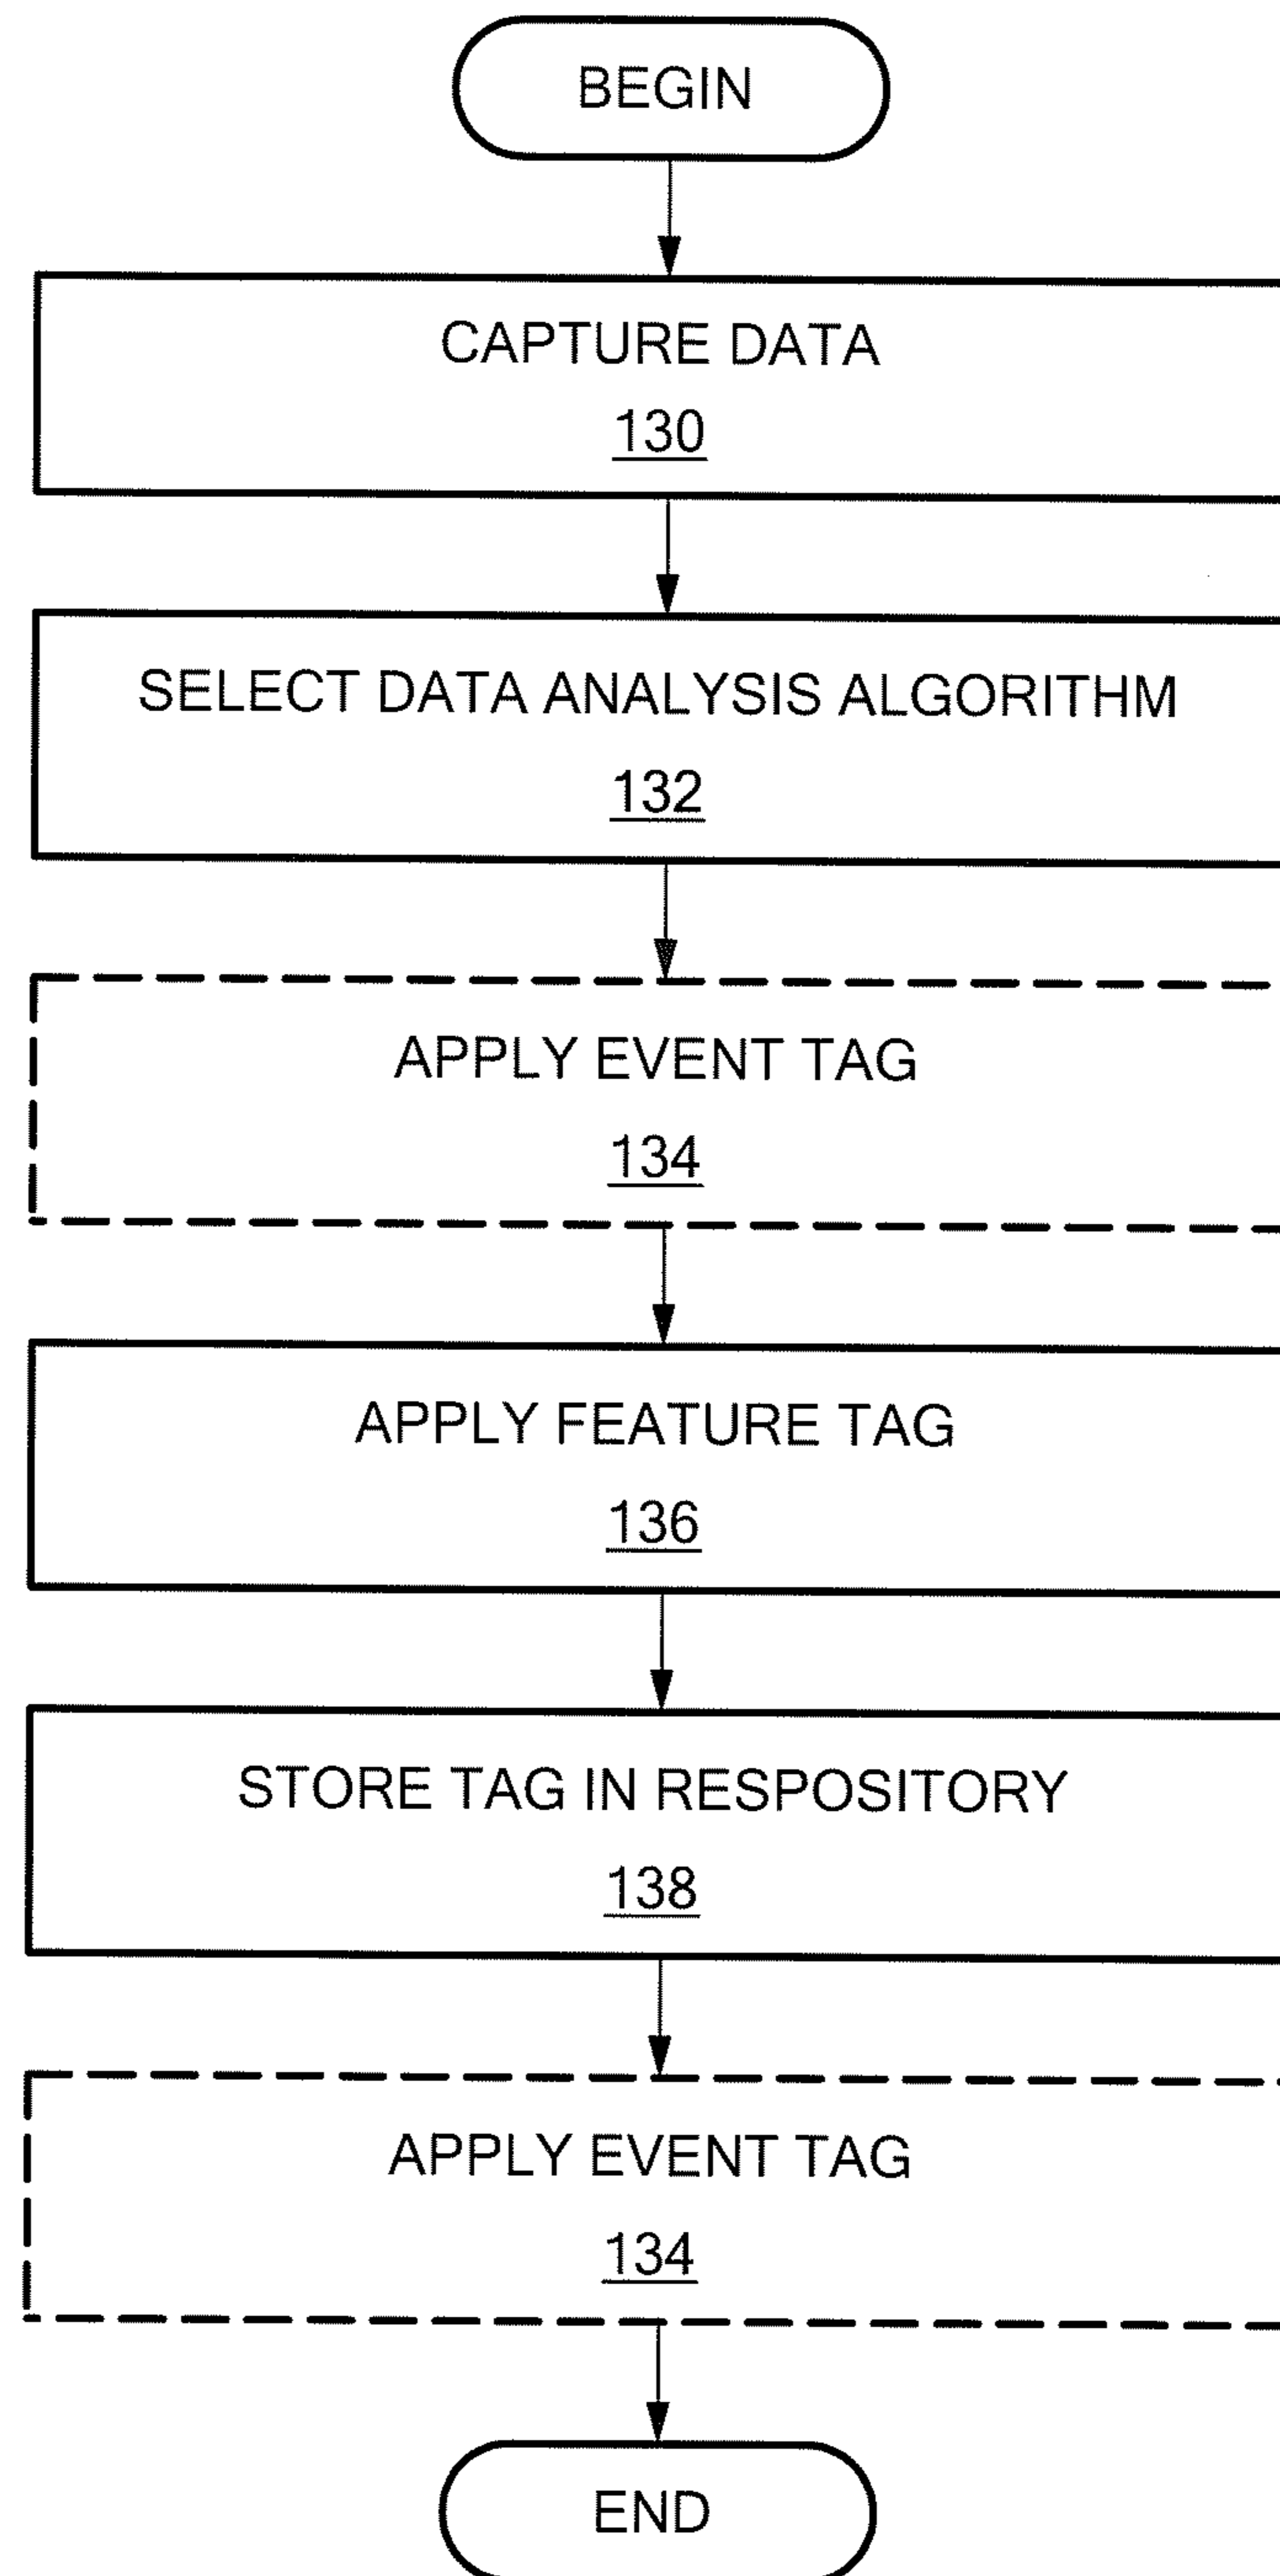 BEGIN
CAPTURE DATA
130
SELECT DATA ANALYSIS ALGORITHM
132
APPLY EVENT TAG
134
APPLY FEATURE TAG
136
STORE TAG IN RESPOSITORY
138
APPLY EVENT TAG
134
END